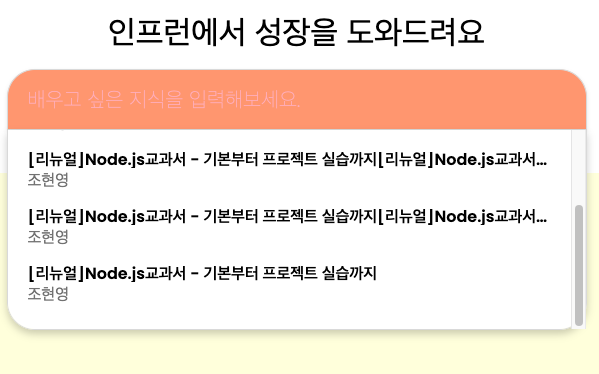 인프런에서 성장을 도와드려요
배우고 싶은 지식을 입력해보세요.
[리뉴얼]Node.js교과서 - 기본부터 프로젝트 실습까지[리뉴얼]Node.js교과서...
조현영
[리뉴얼]Node.js교과서 - 기본부터 프로젝트 실습까지[리뉴얼]Node.js교과서...
조현영
[리뉴얼]Node.js교과서 - 기본부터 프로젝트 실습까지
조현영